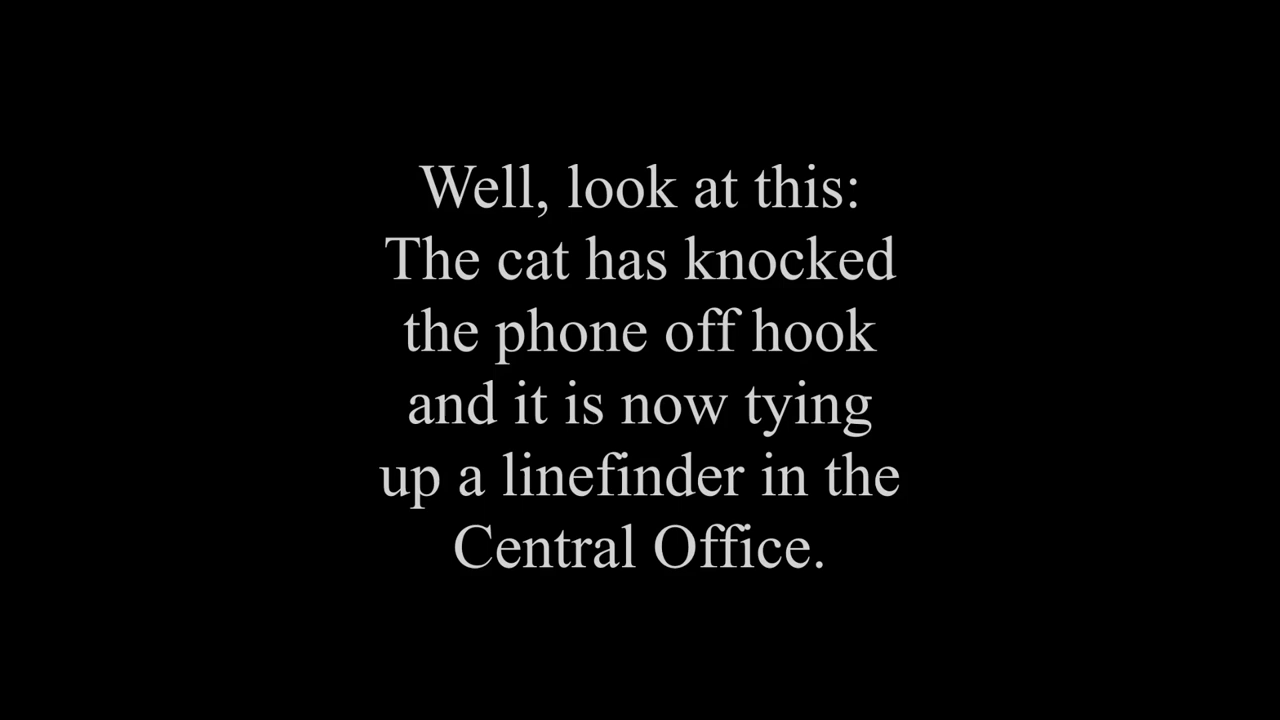 Well, look at this:
The cat has knocked
the phone off hook
and it is now tying
up a linefinder in the
Central Office.